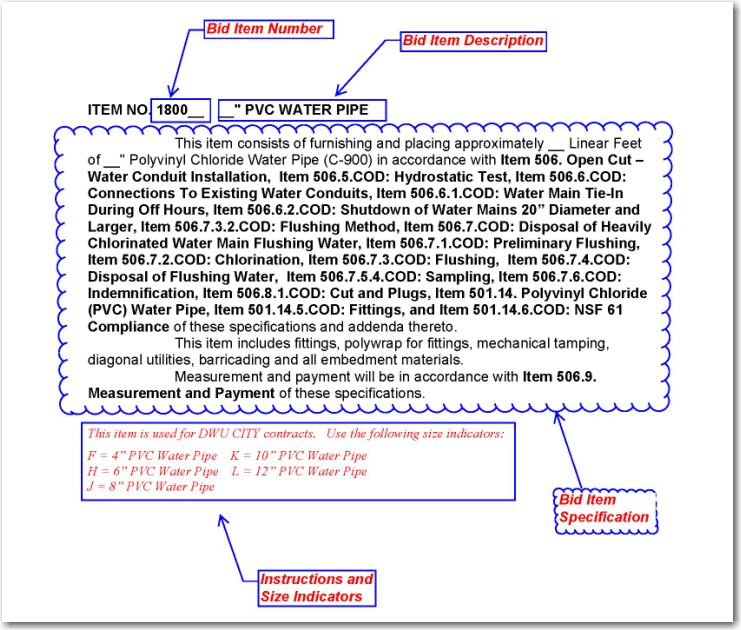 Bid Item Number
Bid Item Description
ITEM NO. 1800__ __" PVC WATER PIPE
This item consists of furnishing and placing approximately __ Linear Feet
of __" Polyvinyl Chloride Water Pipe (C-900) in accordance with Item 506. Open Cut –
Water Conduit Installation, Item 506.5.COD: Hydrostatic Test, Item 506.6.COD:
Connections To Existing Water Conduits, Item 506.6.1.COD: Water Main Tie-In
During Off Hours, Item 506.6.2.COD: Shutdown of Water Mains 20” Diameter and
Larger, Item 506.7.3.2.COD: Flushing Method, Item 506.7.COD: Disposal of Heavily
Chlorinated Water Main Flushing Water, Item 506.7.1.COD: Preliminary Flushing,
Item 506.7.2.COD: Chlorination, Item 506.7.3.COD: Flushing, Item 506.7.4.COD:
Disposal of Flushing Water, Item 506.7.5.4.COD: Sampling, Item 506.7.6.COD:
Indemnification, Item 506.8.1.COD: Cut and Plugs, Item 501.14. Polyvinyl Chloride
(PVC) Water Pipe, Item 501.14.5.COD: Fittings, and Item 501.14.6.COD: NSF 61
Compliance of these specifications and addenda thereto.
This item includes fittings, polywrap for fittings, mechanical tamping,
diagonal utilities, barricading and all embedment materials.
Measurement and payment will be in accordance with Item 506.9.
Measurement and Payment of these specifications.
This item is used for DWU CITY contracts. Use the following size indicators:
F = 4” PVC Water Pipe K = 10” PVC Water Pipe
H = 6” PVC Water Pipe L = 12” PVC Water Pipe
J = 8” PVC Water Pipe
Bid Item
Specification
Instructions and
Size Indicators